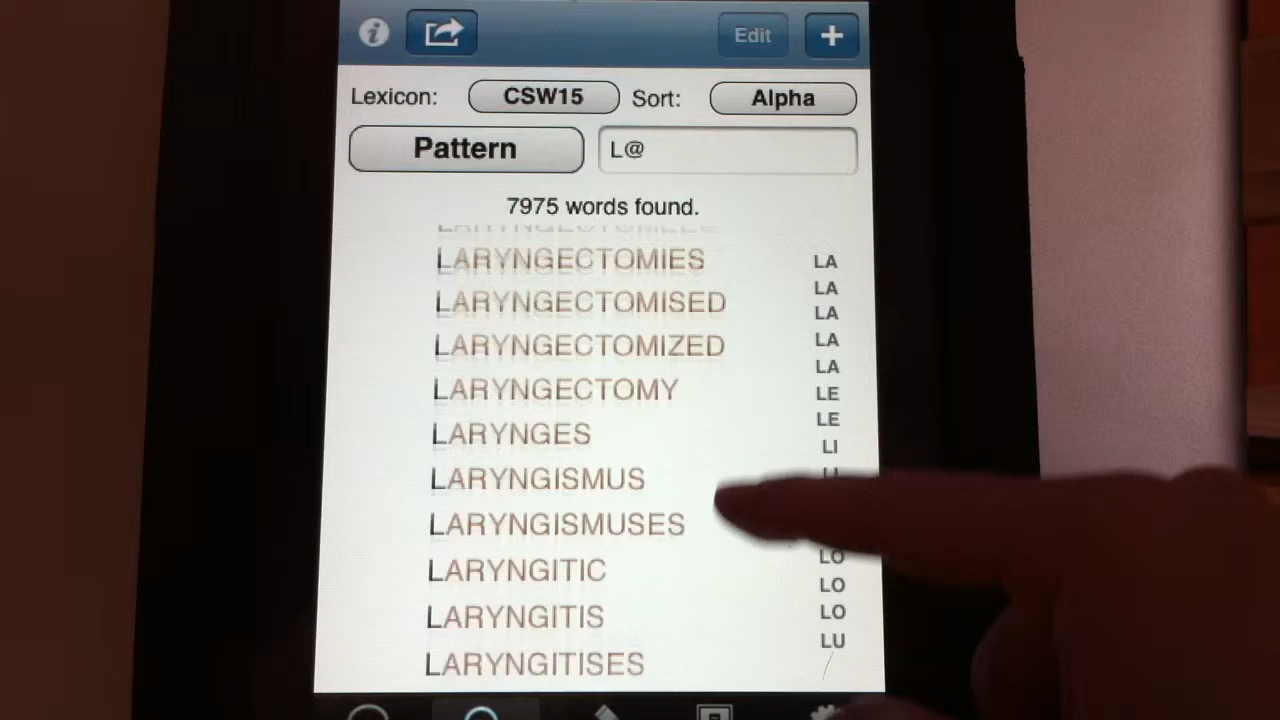 i Edit +
Lexicon: CSW15 Sort: Alpha
Pattern L@
7975 words found.
LARYNGECTOMIES
LARYNGECTOMISED
LARYNGECTOMIZED
LARYNGECTOMY
LARYNGES
LARYNGISMUS
LARYNGISMUSES
LARYNGITIC
LARYNGITIS
LARYNGITISES
LA
LA
LA
LA
LA
LE
LE
LI
LO
LO
LO
LU